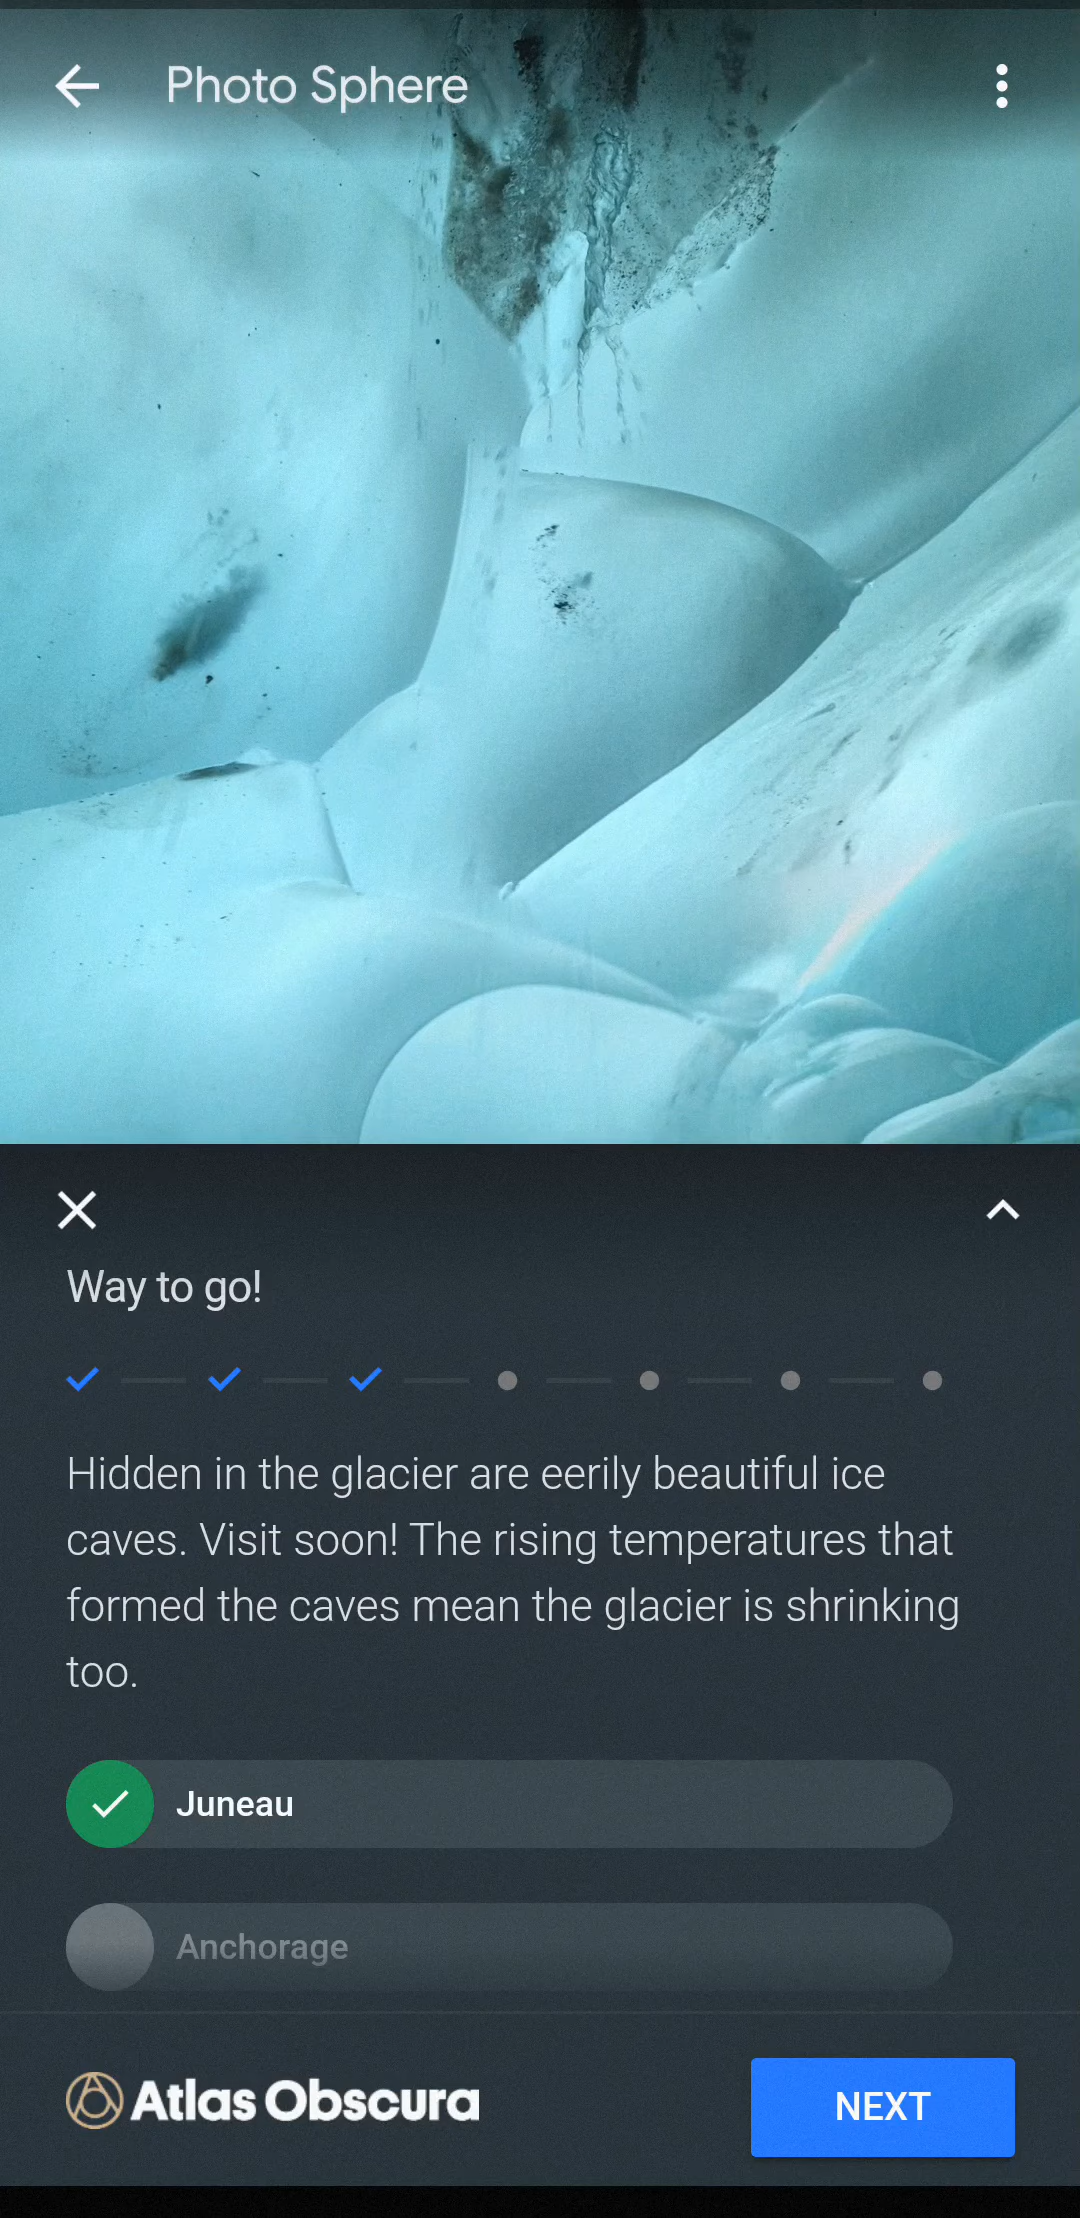 Photo Sphere
Way to go!
Hidden in the glacier are eerily beautiful ice
caves. Visit soon! The rising temperatures that
formed the caves mean the glacier is shrinking
too.
Juneau
Anchorage
Atlas Obscura
NEXT